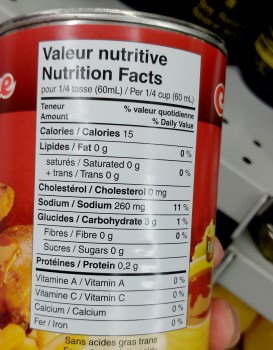 Valeur nutritive
Nutrition Facts
pour 1/4 tasse (60mL) / Per 1/4 cup (60 mL)
Teneur % valeur quotidienne
Amount % Daily Value
Calories / Calories 15
Lipides / Fat 0 g 0 %
saturés / Saturated 0 g
+ trans / Trans 0 g 0 %
Cholestérol / Cholesterol 0 mg
Sodium / Sodium 260 mg 11 %
Glucides / Carbohydrate 3 g 1 %
Fibres / Fibre 0 g 0 %
Sucres / Sugars 0 g
Protéines / Protein 0,2 g
Vitamine A / Vitamin A 0 %
Vitamine C / Vitamin C 0 %
Calcium / Calcium 0 %
Fer / Iron 0 %
Sans acides gras trans